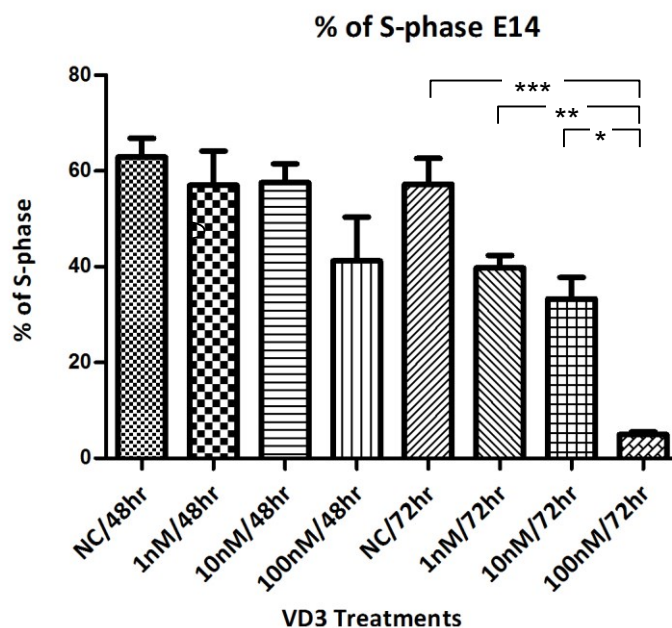 % of S-phase E14
***
**
*
80
60
40
20
0
% of S-phase
NC/48hr
1nM/48hr
10nM/48hr
100nM/48hr
NC/72hr
1nM/72hr
10nM/72hr
100nM/72hr
VD3 Treatments